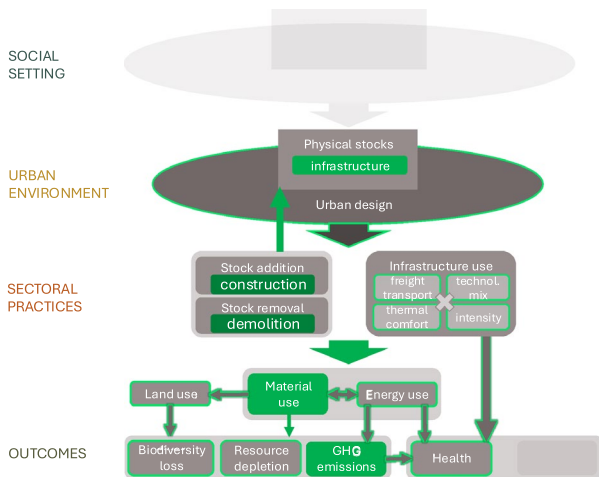 SOCIAL
SETTING
Physical stocks
infrastructure
URBAN
ENVIRONMENT
Urban design
SECTORAL
PRACTICES
Stock addition
construction
Stock removal
demolition
Infrastructure use
freight
transport
technol.
mix
thermal
comfort
intensity
Land use
Material
use
Energy use
OUTCOMES
Biodiversity
loss
Resource
depletion
GHG
emissions
Health